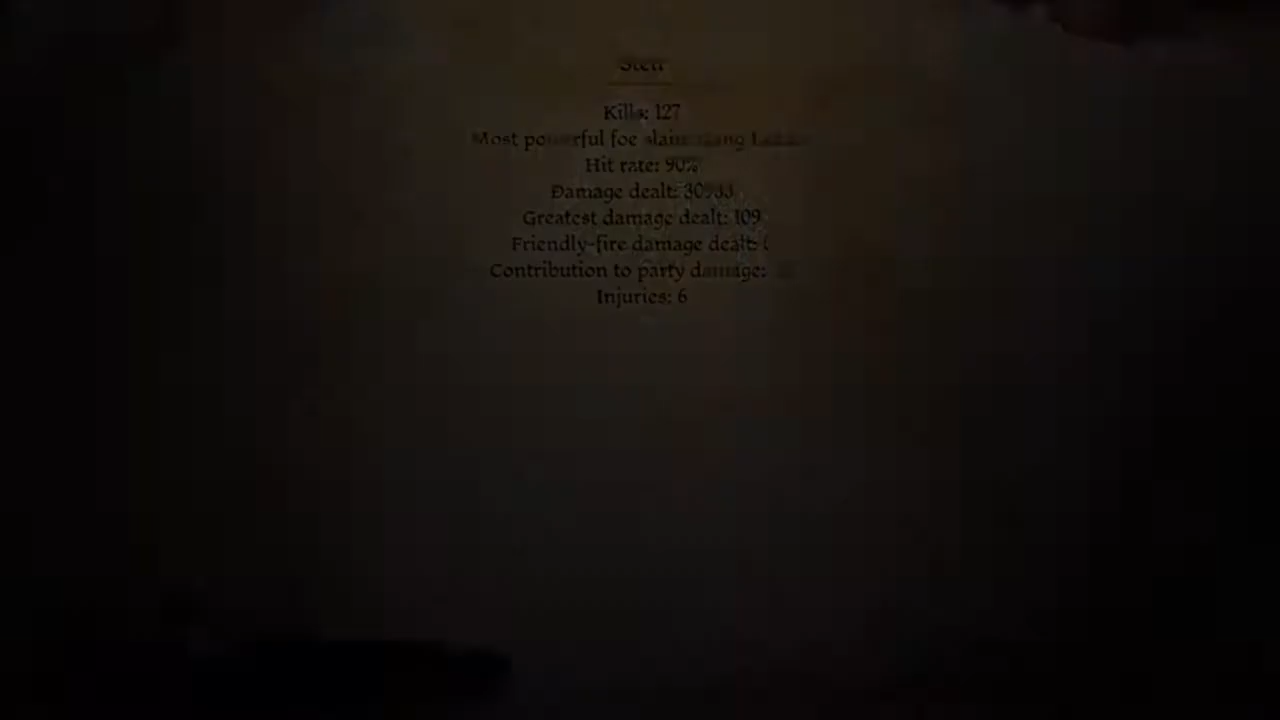 Kills: 127
Most powerful foe
Hit rate: 90%
Damage dealt:
Greatest damage dealt: 109
Friendly-fire damage dealt:
Contribution to party damage:
Injuries: 6